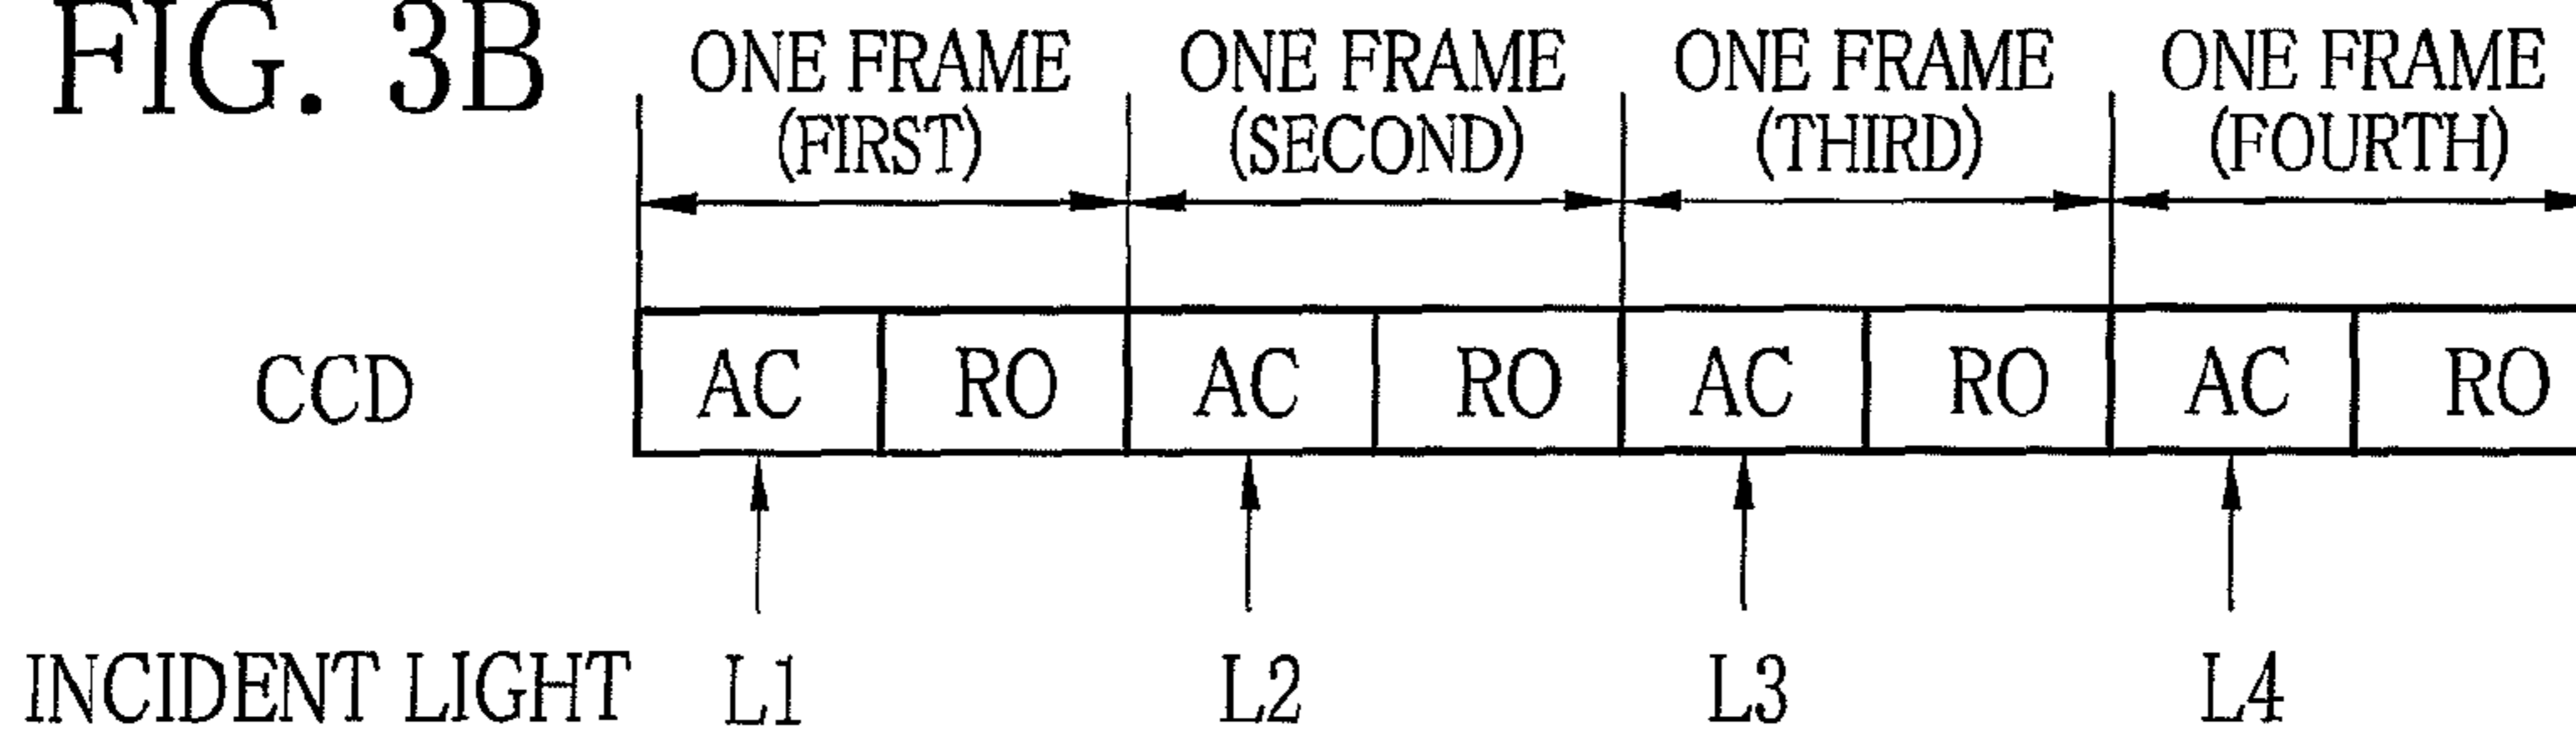 FIG. 3B
ONE FRAME (FIRST)
ONE FRAME (SECOND)
ONE FRAME (THIRD)
ONE FRAME (FOURTH)
CCD AC RO AC RO AC RO AC RO
INCIDENT LIGHT L1 L2 L3 L4